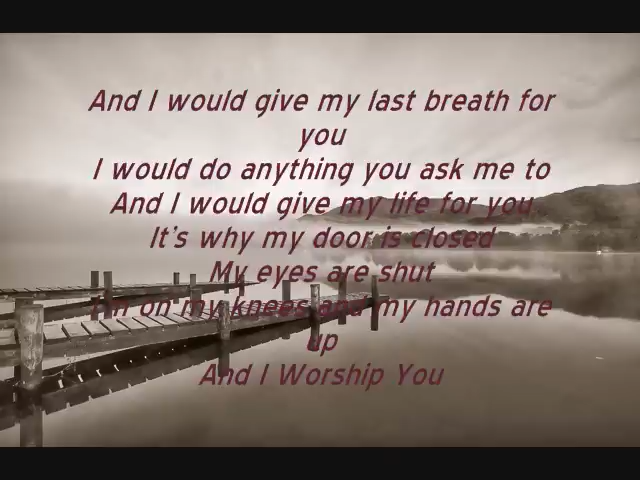 And I would give my last breath for
you
I would do anything you ask me to
And I would give my life for you
It's why my door is closed
My eyes are shut
I'm on my knees and my hands are
up
And I Worship You